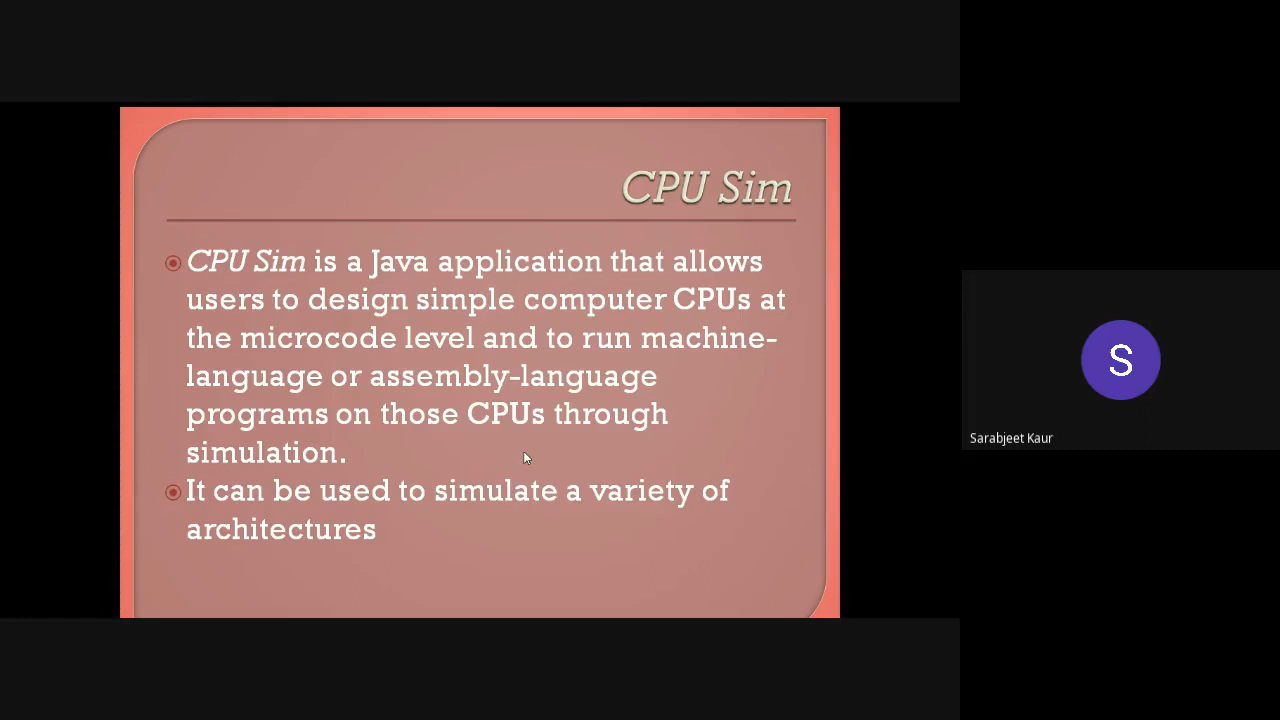 CPU Sim
CPU Sim is a Java application that allows
users to design simple computer CPUs at
the microcode level and to run machine-
language or assembly-language
programs on those CPUs through
simulation.
It can be used to simulate a variety of
architectures
S
Sarabjeet Kaur